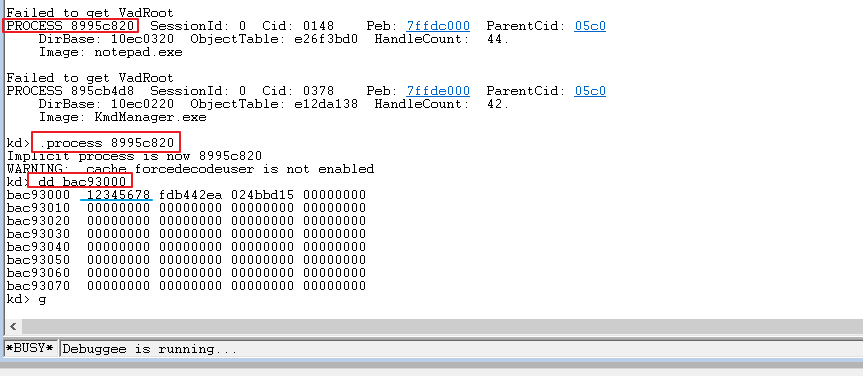 Failed to get VadRoot
PROCESS 8995c820  SessionId: 0  Cid: 0148    Peb: 7ffdc000  ParentCid: 05c0
    DirBase: 10ec0320  ObjectTable: e26f3bd0  HandleCount:  44.
    Image: notepad.exe

Failed to get VadRoot
PROCESS 895cb4d8  SessionId: 0  Cid: 0378    Peb: 7ffde000  ParentCid: 05c0
    DirBase: 10ec0220  ObjectTable: e12da138  HandleCount:  42.
    Image: KmdManager.exe

kd> .process 8995c820
Implicit process is now 8995c820
WARNING: .cache forcedecodeuser is not enabled
kd> dd bac93000
bac93000  12345678 fdb442ea 024bbd15 00000000
bac93010  00000000 00000000 00000000 00000000
bac93020  00000000 00000000 00000000 00000000
bac93030  00000000 00000000 00000000 00000000
bac93040  00000000 00000000 00000000 00000000
bac93050  00000000 00000000 00000000 00000000
bac93060  00000000 00000000 00000000 00000000
bac93070  00000000 00000000 00000000 00000000
kd> g
*BUSY* Debuggee is running...